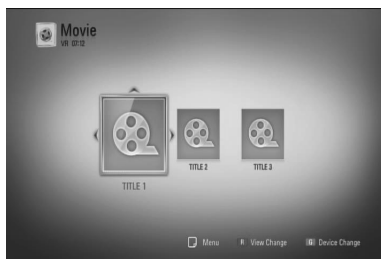 Movie
VR 07/12
TITLE 1
TITLE 2
TITLE 3
Menu
R View Change
G Device Change